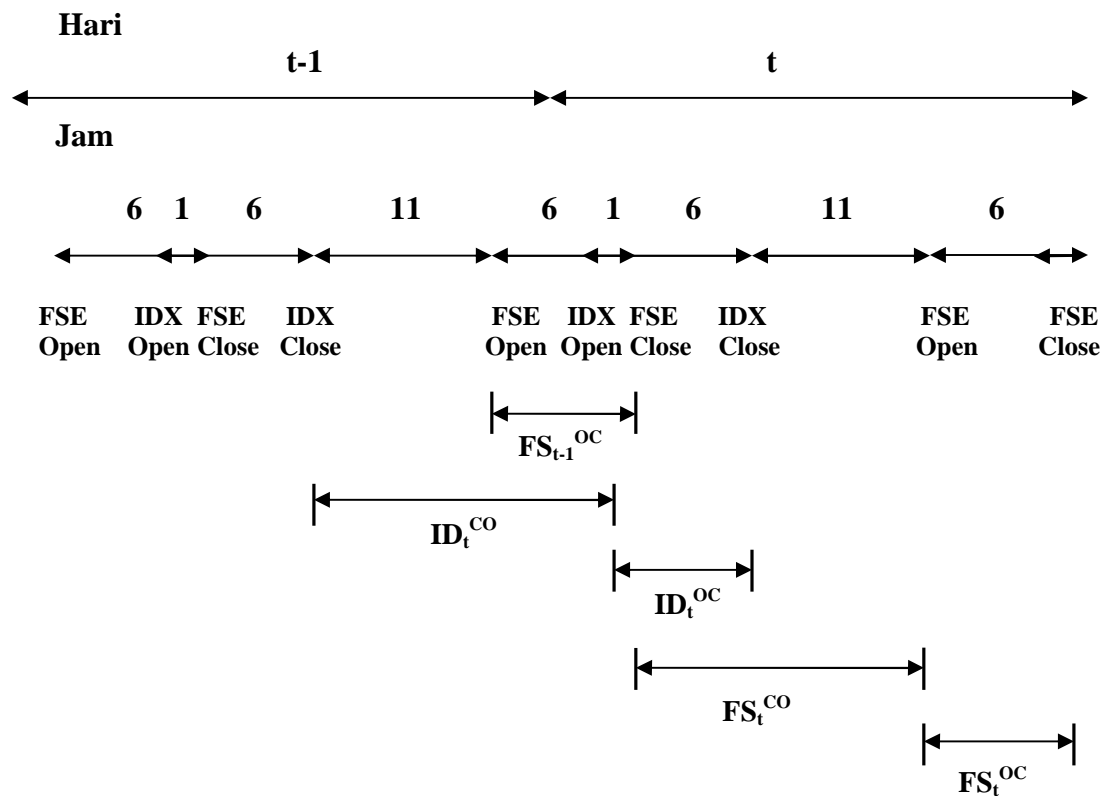 Hari
t-1 t
Jam
6 1 6 11 6 1 6 11 6
FSE IDX FSE IDX FSE IDX FSE IDX FSE FSE
Open Open Close Close Open Open Close Close Open Close
FSₜ₋₁ᴼᶜ
IDₜᶜᴼ
IDₜᴼᶜ
FSₜᶜᴼ
FSₜᴼᶜ